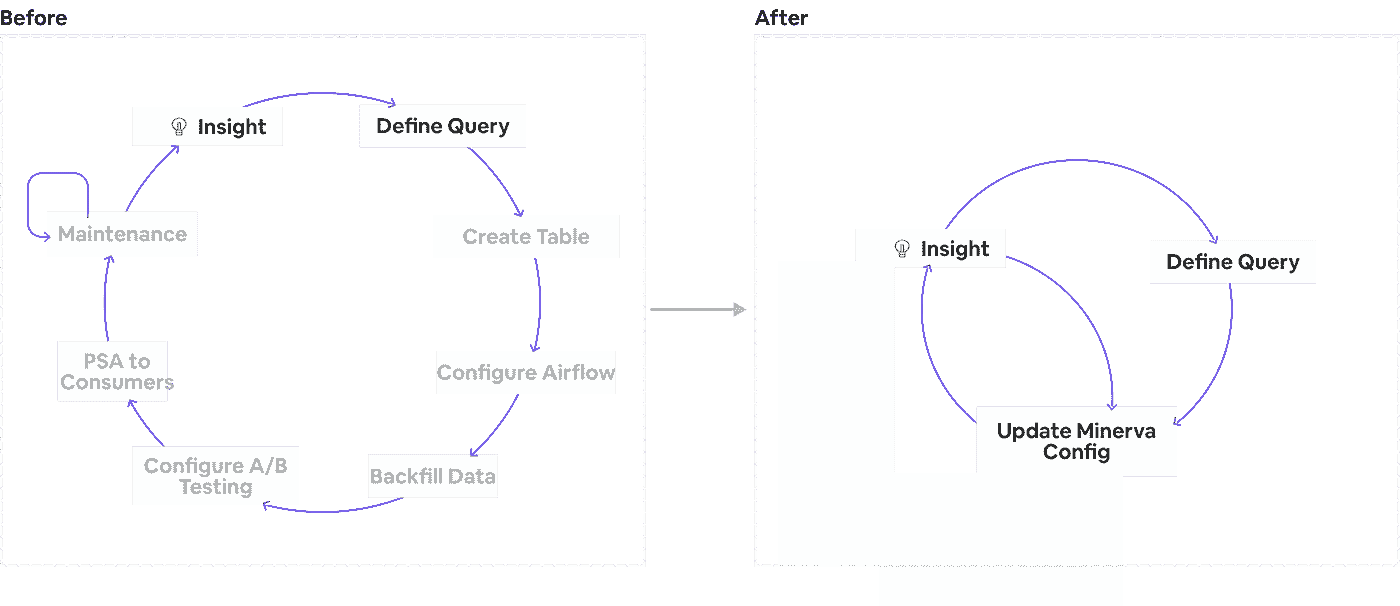 Before
Insight
Define Query
Maintenance
Create Table
PSA to
Consumers
Configure Airflow
Configure A/B
Testing
Backfill Data
After
Insight
Define Query
Update Minerva
Config